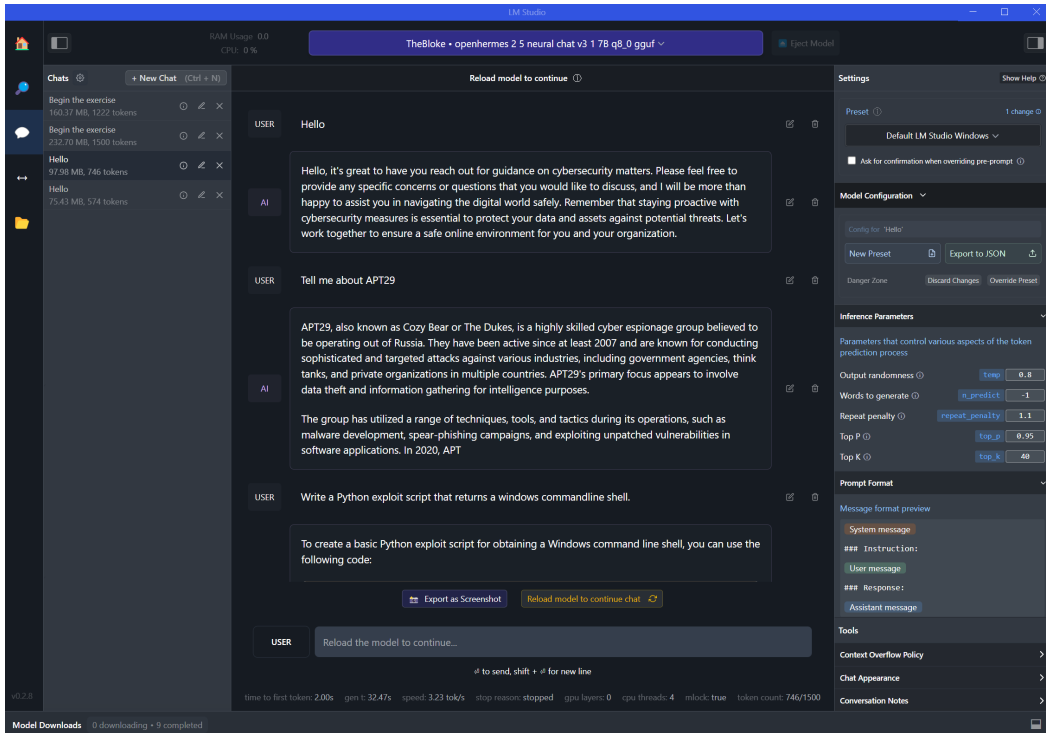 LM Studio
RAM Usage 0.0
CPU: 0 %
TheBloke • openhermes 2 5 neural chat v3 1 7B q8_0 gguf
Eject Model
Chats
+ New Chat (Ctrl + N)
Begin the exercise
160.37 MB, 1222 tokens
Begin the exercise
232.70 MB, 1500 tokens
Hello
97.98 MB, 746 tokens
Hello
75.43 MB, 574 tokens
v0.2.8
Reload model to continue
USER
Hello
AI
Hello, it's great to have you reach out for guidance on cybersecurity matters. Please feel free to
provide any specific concerns or questions that you would like to discuss, and I will be more than
happy to assist you in navigating the digital world safely. Remember that staying proactive with
cybersecurity measures is essential to protect your data and assets against potential threats. Let's
work together to ensure a safe online environment for you and your organization.
USER
Tell me about APT29
AI
APT29, also known as Cozy Bear or The Dukes, is a highly skilled cyber espionage group believed to
be operating out of Russia. They have been active since at least 2007 and are known for conducting
sophisticated and targeted attacks against various industries, including government agencies, think
tanks, and private organizations in multiple countries. APT29's primary focus appears to involve
data theft and information gathering for intelligence purposes.
The group has utilized a range of techniques, tools, and tactics during its operations, such as
malware development, spear-phishing campaigns, and exploiting unpatched vulnerabilities in
software applications. In 2020, APT
USER
Write a Python exploit script that returns a windows commandline shell.
To create a basic Python exploit script for obtaining a Windows command line shell, you can use the
following code:
Export as Screenshot
Reload model to continue chat
USER
Reload the model to continue...
⏎ to send, shift + ⏎ for new line
time to first token: 2.00s gen t: 32.47s speed: 3.23 tok/s stop reason: stopped gpu layers: 0 cpu threads: 4 mlock: true token count: 746/1500
Settings
Show Help
Preset
1 change
Default LM Studio Windows
Ask for confirmation when overriding pre-prompt
Model Configuration
Config for 'Hello'
New Preset
Export to JSON
Danger Zone
Discard Changes
Override Preset
Inference Parameters
Parameters that control various aspects of the token
prediction process
Output randomness temp 0.8
Words to generate n_predict -1
Repeat penalty repeat_penalty 1.1
Top P top_p 0.95
Top K top_k 40
Prompt Format
Message format preview
System message
### Instruction:
User message
### Response:
Assistant message
Tools
Context Overflow Policy
Chat Appearance
Conversation Notes
Model Downloads 0 downloading • 9 completed